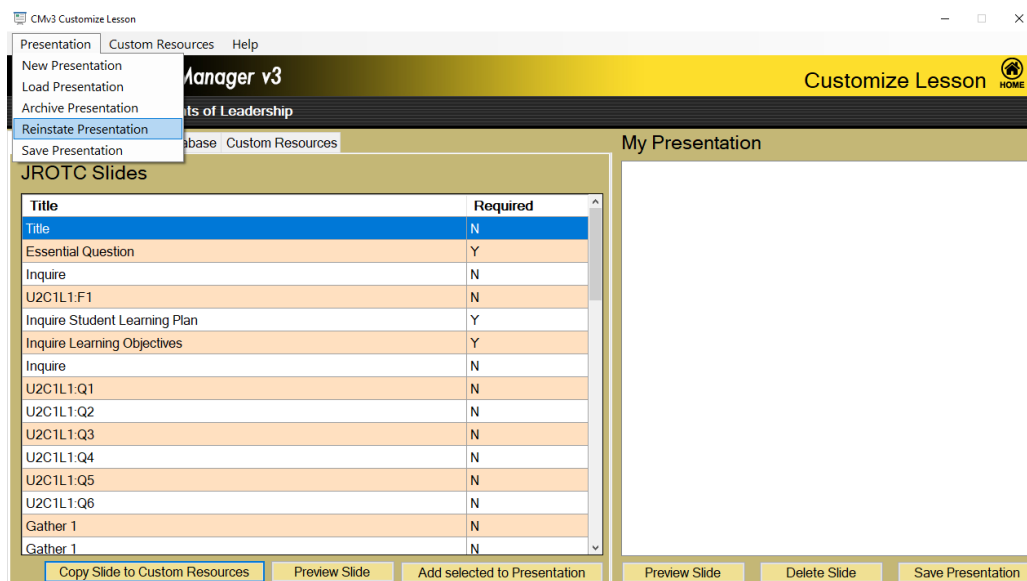 CMv3 Customize Lesson
Presentation Custom Resources Help
New Presentation
Load Presentation
Archive Presentation
Reinstate Presentation
Save Presentation
Manager v3
Customize Lesson
HOME
ts of Leadership
abase Custom Resources
My Presentation
JROTC Slides
Title Required
Title N
Essential Question Y
Inquire N
U2C1L1:F1 N
Inquire Student Learning Plan Y
Inquire Learning Objectives Y
Inquire N
U2C1L1:Q1 N
U2C1L1:Q2 N
U2C1L1:Q3 N
U2C1L1:Q4 N
U2C1L1:Q5 N
U2C1L1:Q6 N
Gather 1 N
Gather 1 N
Copy Slide to Custom Resources Preview Slide Add selected to Presentation Preview Slide Delete Slide Save Presentation